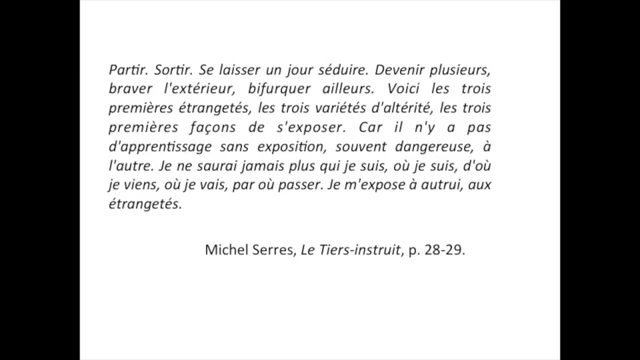 Partir. Sortir. Se laisser un jour séduire. Devenir plusieurs,
braver l'extérieur, bifurquer ailleurs. Voici les trois
premières étrangetés, les trois variétés d'altérité, les trois
premières façons de s'exposer. Car il n'y a pas
d'apprentissage sans exposition, souvent dangereuse, à
l'autre. Je ne saurai jamais plus qui je suis, où je suis, d'où
je viens, où je vais, par où passer. Je m'expose à autrui, aux
étrangetés.
Michel Serres, Le Tiers-instruit, p. 28-29.